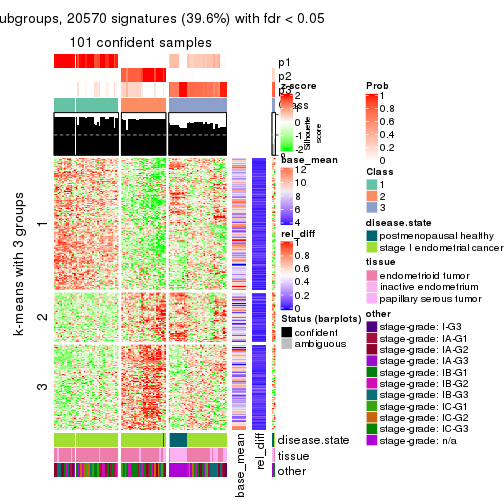 ubgroups, 20570 signatures (39.6%) with fdr < 0.05
101 confident samples
p1
p2
p3
Class
z-score
2
1
0
-1
-2
Silhouette
score
base_mean
12
10
8
6
4
rel_diff
1
0.8
0.6
0.4
0.2
0
Status (barplots)
confident
ambiguous
Prob
1
0.8
0.6
0.4
0.2
0
Class
1
2
3
disease.state
postmenopausal healthy
stage I endometrial cancer
tissue
endometrioid tumor
inactive endometrium
papillary serous tumor
other
stage-grade: I-G3
stage-grade: IA-G1
stage-grade: IA-G2
stage-grade: IA-G3
stage-grade: IB-G1
stage-grade: IB-G2
stage-grade: IB-G3
stage-grade: IC-G1
stage-grade: IC-G2
stage-grade: IC-G3
stage-grade: n/a
k-means with 3 groups
1
2
3
base_mean
rel_diff
disease.state
tissue
other